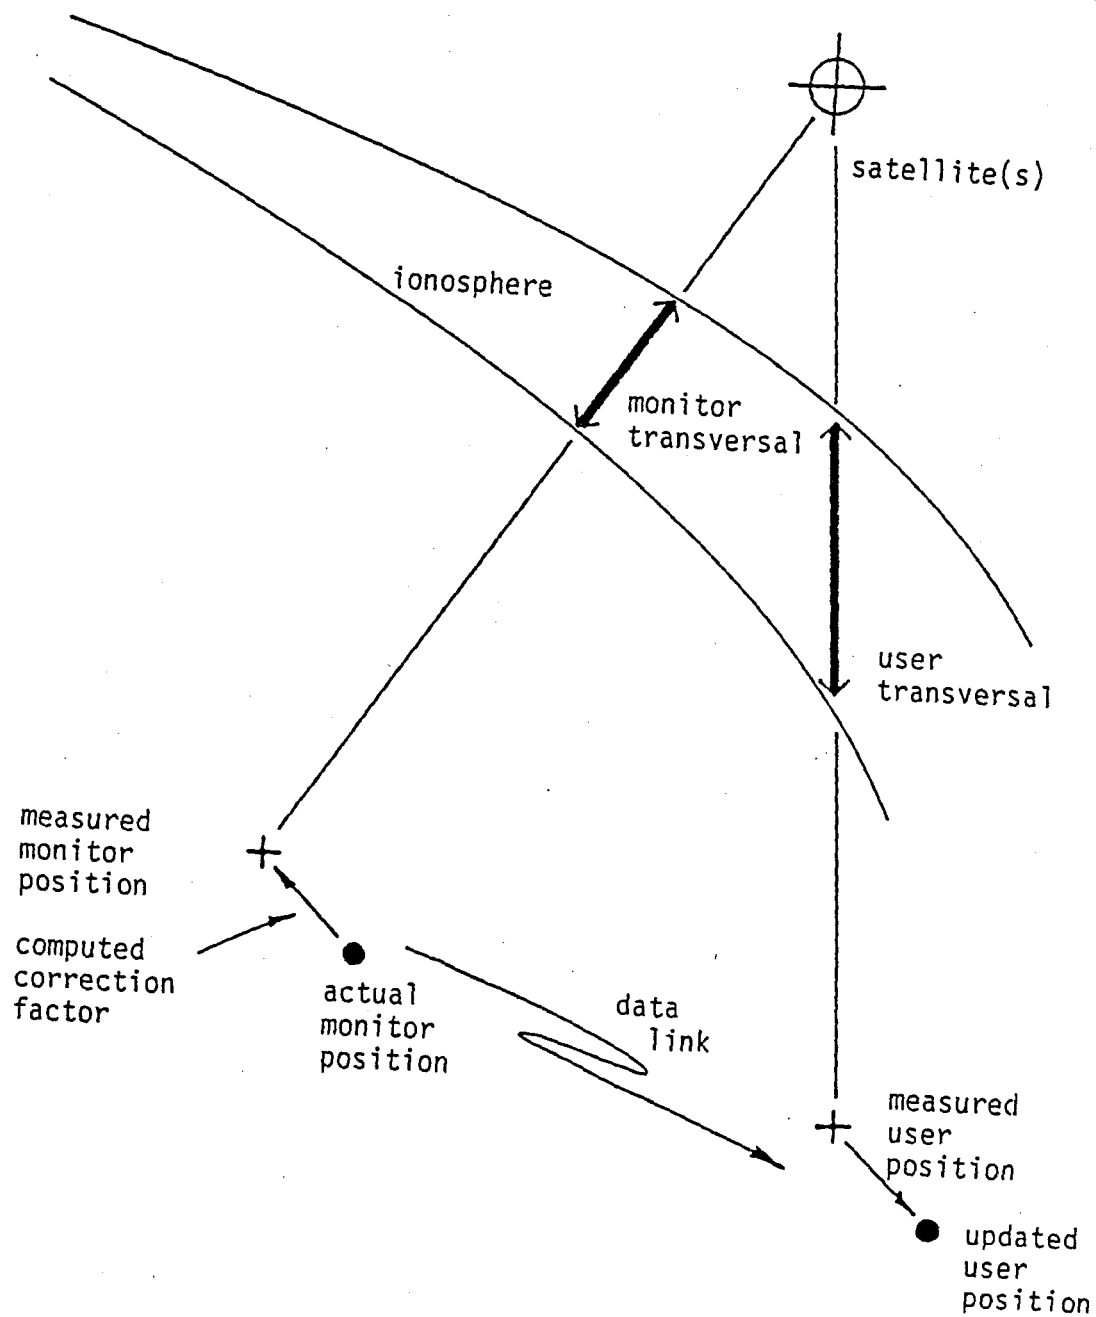 satellite(s)
ionosphere
monitor
transversal
user
transversal
measured
monitor
position
computed
correction
factor
actual
monitor
position
data
link
measured
user
position
updated
user
position